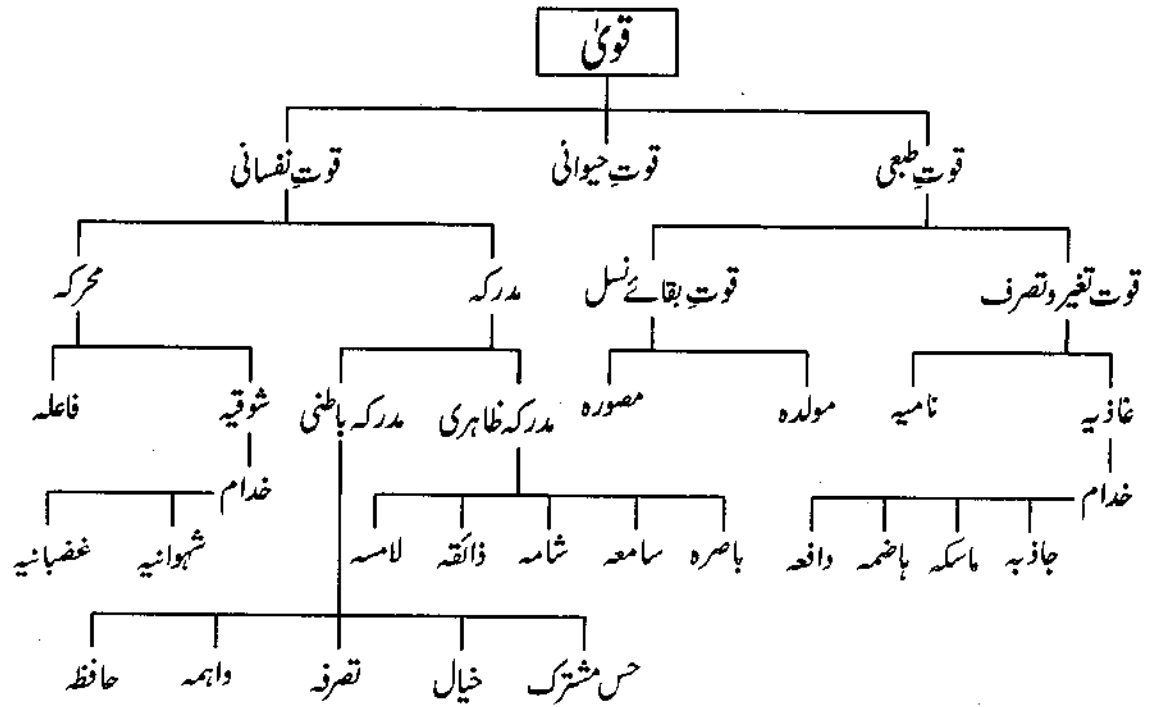 قویٰ
قوتِ طبعی قوتِ حیوانی قوتِ نفسانی
قوت تغیر و تصرف قوتِ بقائے نسل مدرکہ محرکہ
غاذیہ نامیہ مولدہ مصورہ مدرکہ ظاہری مدرکہ باطنی شوقیہ فاعلہ
خدام خدام
جاذبہ ماسکہ ہاضمہ دافعہ باصرہ سامعہ شامہ ذائقہ لامسہ شہوانیہ غضبانیہ
حس مشترک خیال تصرفہ واہمہ حافظہ